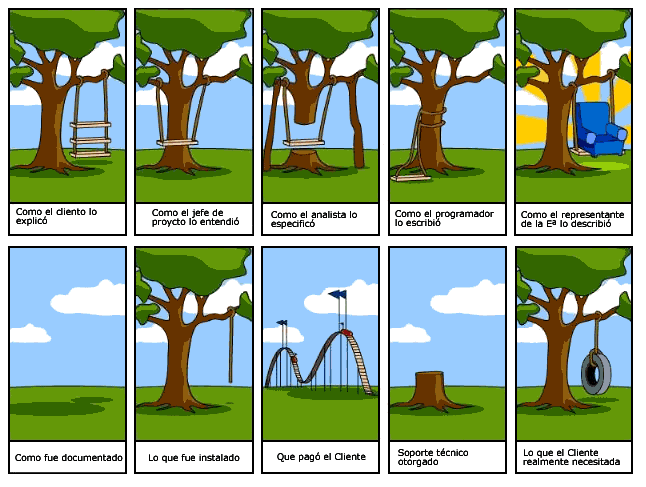 Como el cliento lo
explicó
Como el jefe de
proycto lo entendió
Como el analista lo
especificó
Como el programador
lo escribió
Como el representante
de la Eª lo describió
Como fue documentado
Lo que fue instalado
Que pagó el Cliente
Soporte técnico
otorgado
Lo que el Cliente
realmente necesitada